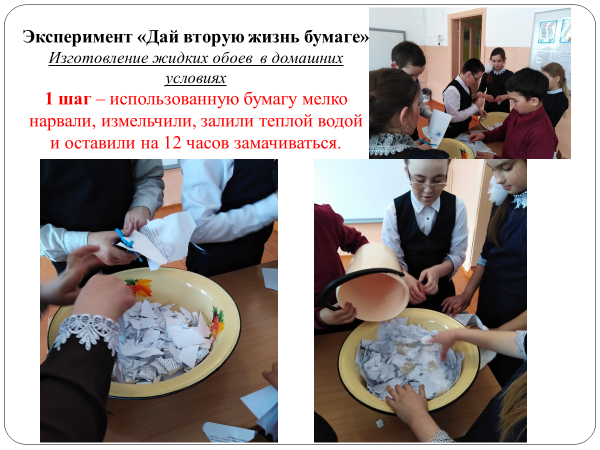 Эксперимент «Дай вторую жизнь бумаге»
Изготовление жидких обоев в домашних
условиях
1 шаг – использованную бумагу мелко
нарвали, измельчили, залили теплой водой
и оставили на 12 часов замачиваться.